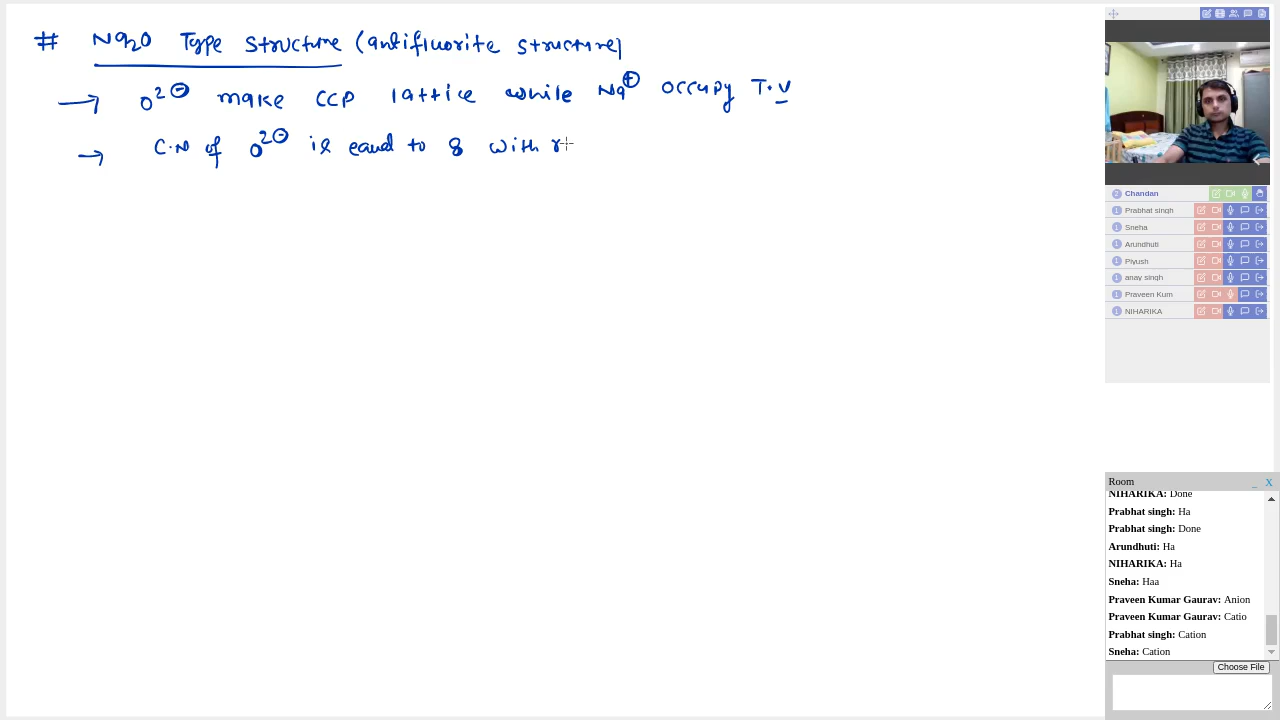 # Na2O Type Structure (antifluorite structure)
→ O²⊖ make CCP lattice while Na⊕ occupy T.V
→ C.N of O²⊖ is eaual to 8 with r
Chandan
Prabhat singh
Sneha
Arundhuti
Piyush
anay singh
Praveen Kum
NIHARIKA
Room _ X
NIHARIKA: Done
Prabhat singh: Ha
Prabhat singh: Done
Arundhuti: Ha
NIHARIKA: Ha
Sneha: Haa
Praveen Kumar Gaurav: Anion
Praveen Kumar Gaurav: Catio
Prabhat singh: Cation
Sneha: Cation
Choose File